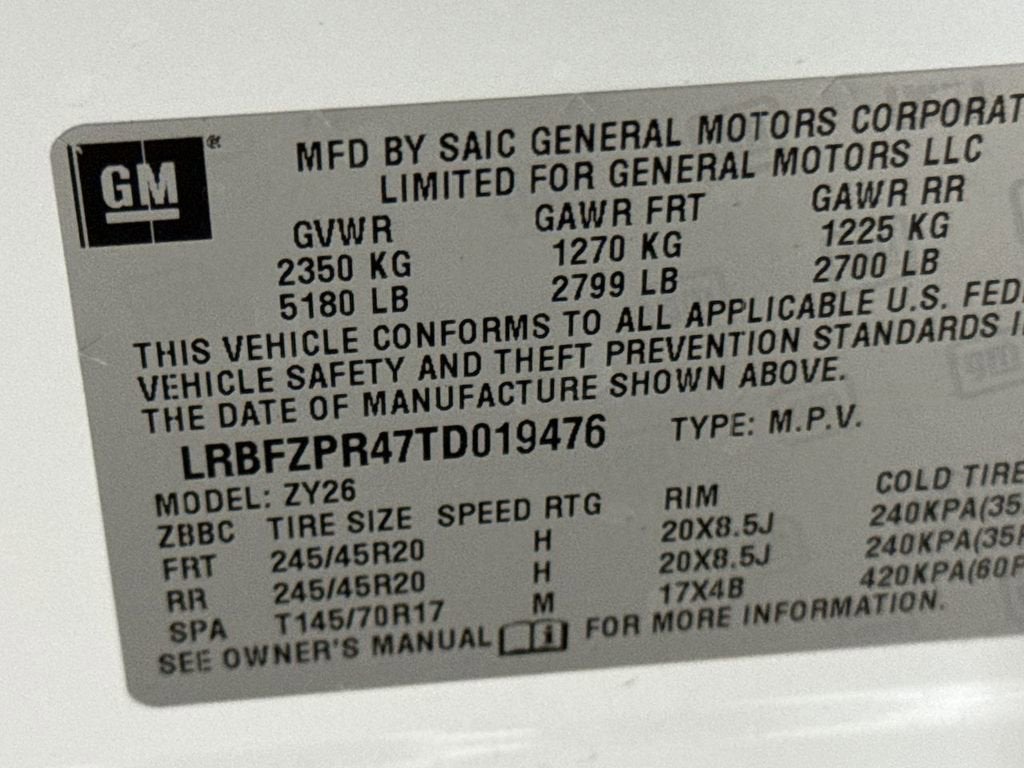 GM®
MFD BY SAIC GENERAL MOTORS CORPORAT
LIMITED FOR GENERAL MOTORS LLC
GVWR GAWR FRT GAWR RR
2350 KG 1270 KG 1225 KG
5180 LB 2799 LB 2700 LB
THIS VEHICLE CONFORMS TO ALL APPLICABLE U.S. FED
VEHICLE SAFETY AND THEFT PREVENTION STANDARDS I
THE DATE OF MANUFACTURE SHOWN ABOVE.
LRBFZPR47TD019476 TYPE: M.P.V.
MODEL: ZY26
ZBBC TIRE SIZE SPEED RTG RIM COLD TIRE
FRT 245/45R20 H 20X8.5J 240KPA(35
RR 245/45R20 H 20X8.5J 240KPA(35
SPA T145/70R17 M 17X4B 420KPA(60P
SEE OWNER'S MANUAL FOR MORE INFORMATION.